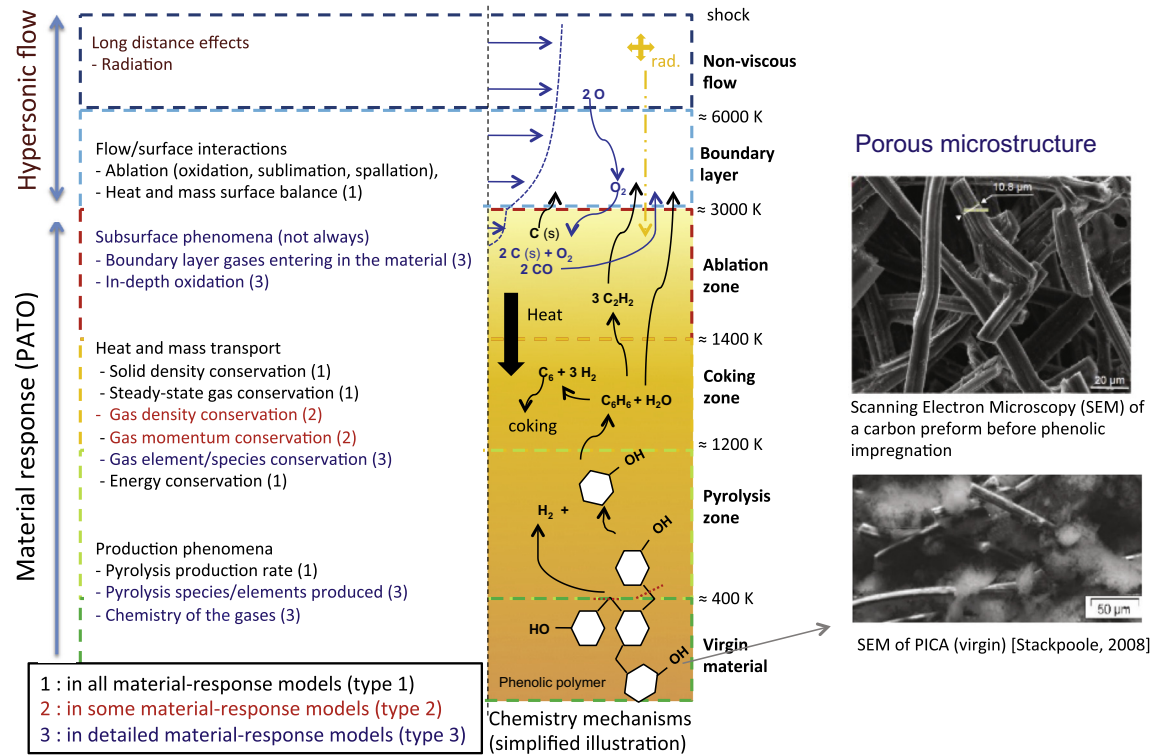 Hypersonic flow
Material response (PATO)
Long distance effects
- Radiation
Flow/surface interactions
- Ablation (oxidation, sublimation, spallation),
- Heat and mass surface balance (1)
Subsurface phenomena (not always)
- Boundary layer gases entering in the material (3)
- In-depth oxidation (3)
Heat and mass transport
- Solid density conservation (1)
- Steady-state gas conservation (1)
- Gas density conservation (2)
- Gas momentum conservation (2)
- Gas element/species conservation (3)
- Energy conservation (1)
Production phenomena
- Pyrolysis production rate (1)
- Pyrolysis species/elements produced (3)
- Chemistry of the gases (3)
1 : in all material-response models (type 1)
2 : in some material-response models (type 2)
3 : in detailed material-response models (type 3)
rad.
2 O
O₂
C (s)
2 C (s) + O₂
2 CO
3 C₂H₂
Heat
C₆ + 3 H₂
C₆H₆ + H₂O
coking
OH
H₂ +
OH
HO
OH
Phenolic polymer
Chemistry mechanisms
(simplified illustration)
shock
Non-viscous
flow
≈ 6000 K
Boundary
layer
≈ 3000 K
Ablation
zone
≈ 1400 K
Coking
zone
≈ 1200 K
Pyrolysis
zone
≈ 400 K
Virgin
material
Porous microstructure
10.8 µm
20 µm
Scanning Electron Microscopy (SEM) of
a carbon preform before phenolic
impregnation
50 µm
SEM of PICA (virgin) [Stackpoole, 2008]